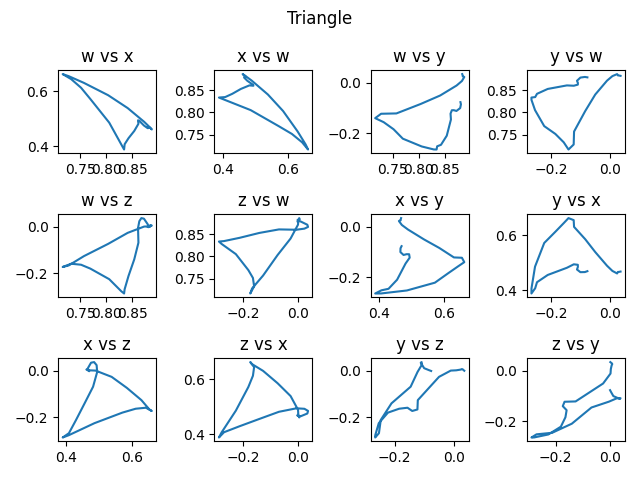 Triangle
w vs x
x vs w
w vs y
y vs w
0.6
0.4
0.75 0.80 0.85
0.85
0.80
0.75
0.4 0.6
0.0
−0.2
0.75 0.80 0.85
0.85
0.80
0.75
−0.2 0.0
w vs z
z vs w
x vs y
y vs x
0.0
−0.2
0.75 0.80 0.85
0.85
0.80
0.75
−0.2 0.0
0.0
−0.2
0.4 0.6
0.6
0.4
−0.2 0.0
x vs z
z vs x
y vs z
z vs y
0.0
−0.2
0.4 0.6
0.6
0.4
−0.2 0.0
0.0
−0.2
−0.2 0.0
0.0
−0.2
−0.2 0.0